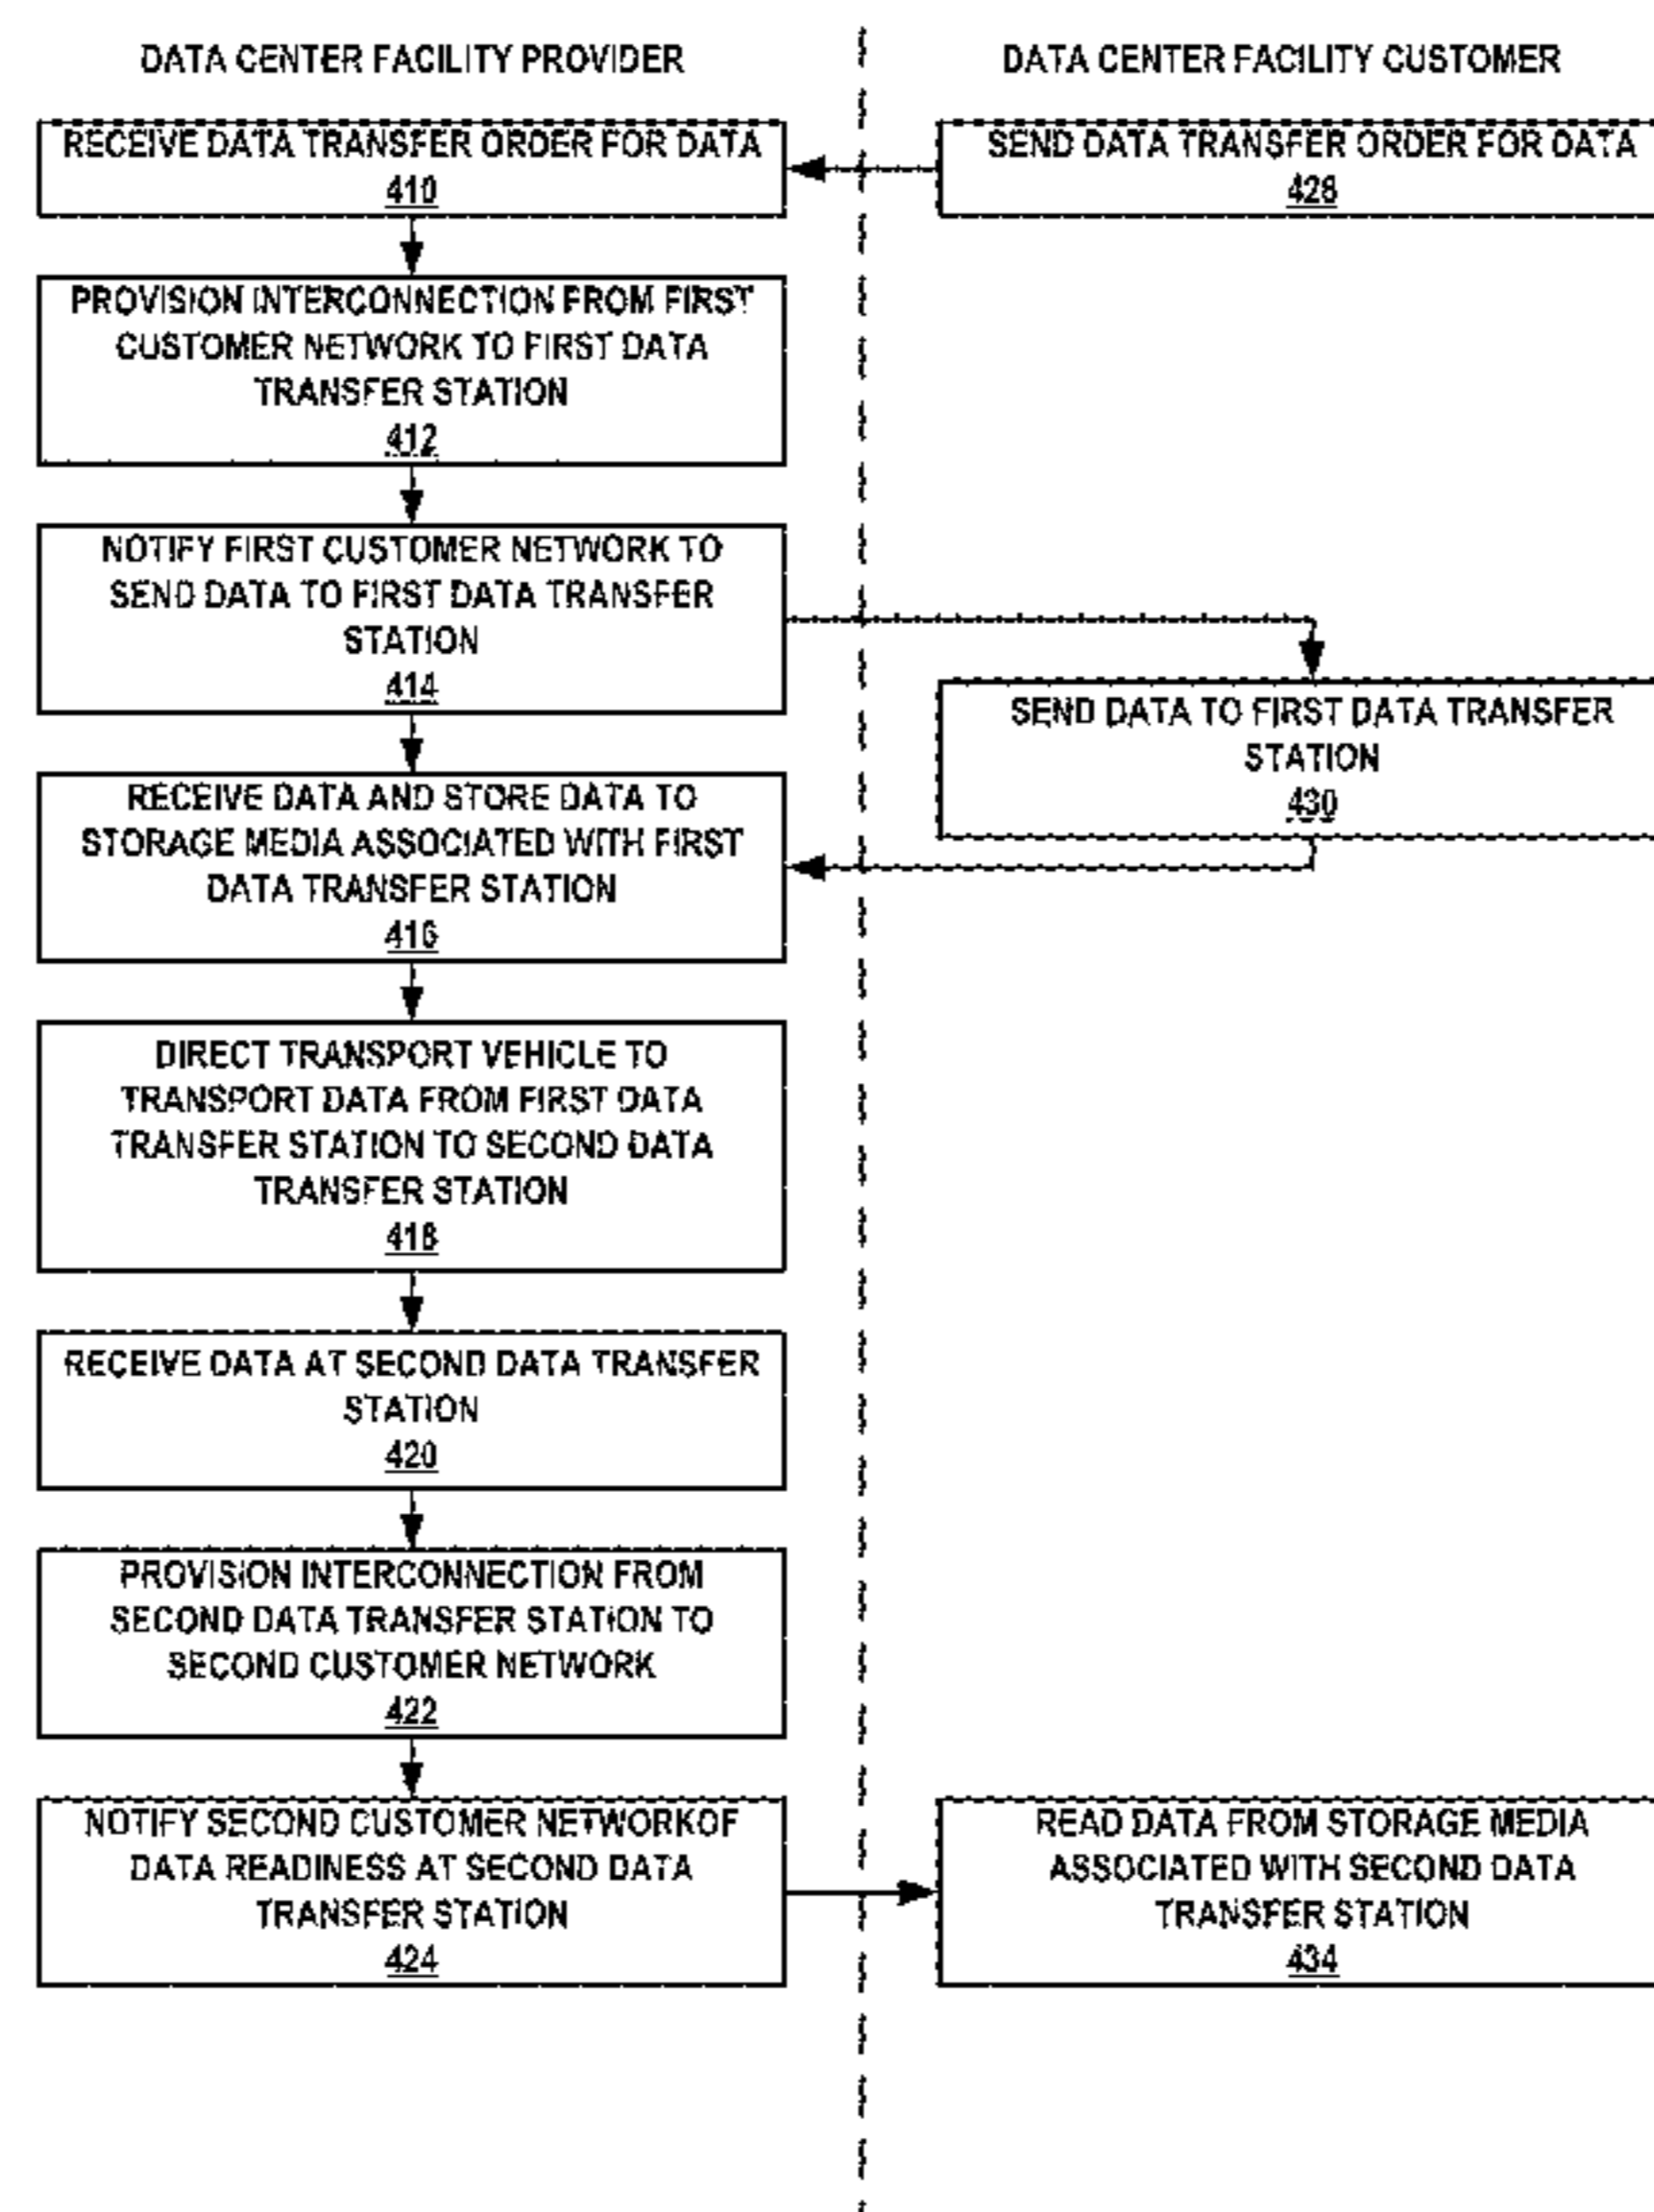 DATA CENTER FACILITY PROVIDER
DATA CENTER FACILITY CUSTOMER
RECEIVE DATA TRANSFER ORDER FOR DATA
410
SEND DATA TRANSFER ORDER FOR DATA
428
PROVISION INTERCONNECTION FROM FIRST
CUSTOMER NETWORK TO FIRST DATA
TRANSFER STATION
412
NOTIFY FIRST CUSTOMER NETWORK TO
SEND DATA TO FIRST DATA TRANSFER
STATION
414
SEND DATA TO FIRST DATA TRANSFER
STATION
430
RECEIVE DATA AND STORE DATA TO
STORAGE MEDIA ASSOCIATED WITH FIRST
DATA TRANSFER STATION
416
DIRECT TRANSPORT VEHICLE TO
TRANSPORT DATA FROM FIRST DATA
TRANSFER STATION TO SECOND DATA
TRANSFER STATION
418
RECEIVE DATA AT SECOND DATA TRANSFER
STATION
420
PROVISION INTERCONNECTION FROM
SECOND DATA TRANSFER STATION TO
SECOND CUSTOMER NETWORK
422
NOTIFY SECOND CUSTOMER NETWORKOF
DATA READINESS AT SECOND DATA
TRANSFER STATION
424
READ DATA FROM STORAGE MEDIA
ASSOCIATED WITH SECOND DATA
TRANSFER STATION
434